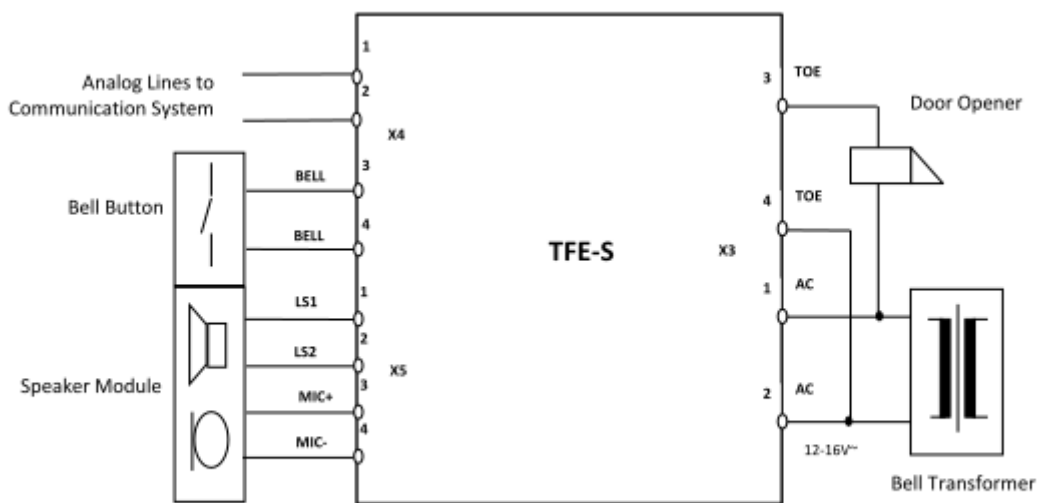 1
Analog Lines to
Communication System
2
X4
3
BELL
Bell Button
4
BELL
1
LS1
2
LS2
X5
Speaker Module
3
MIC+
4
MIC-
TFE-S
3
TOE
Door Opener
4
TOE
X3
1
AC
2
AC
12-16V~
Bell Transformer